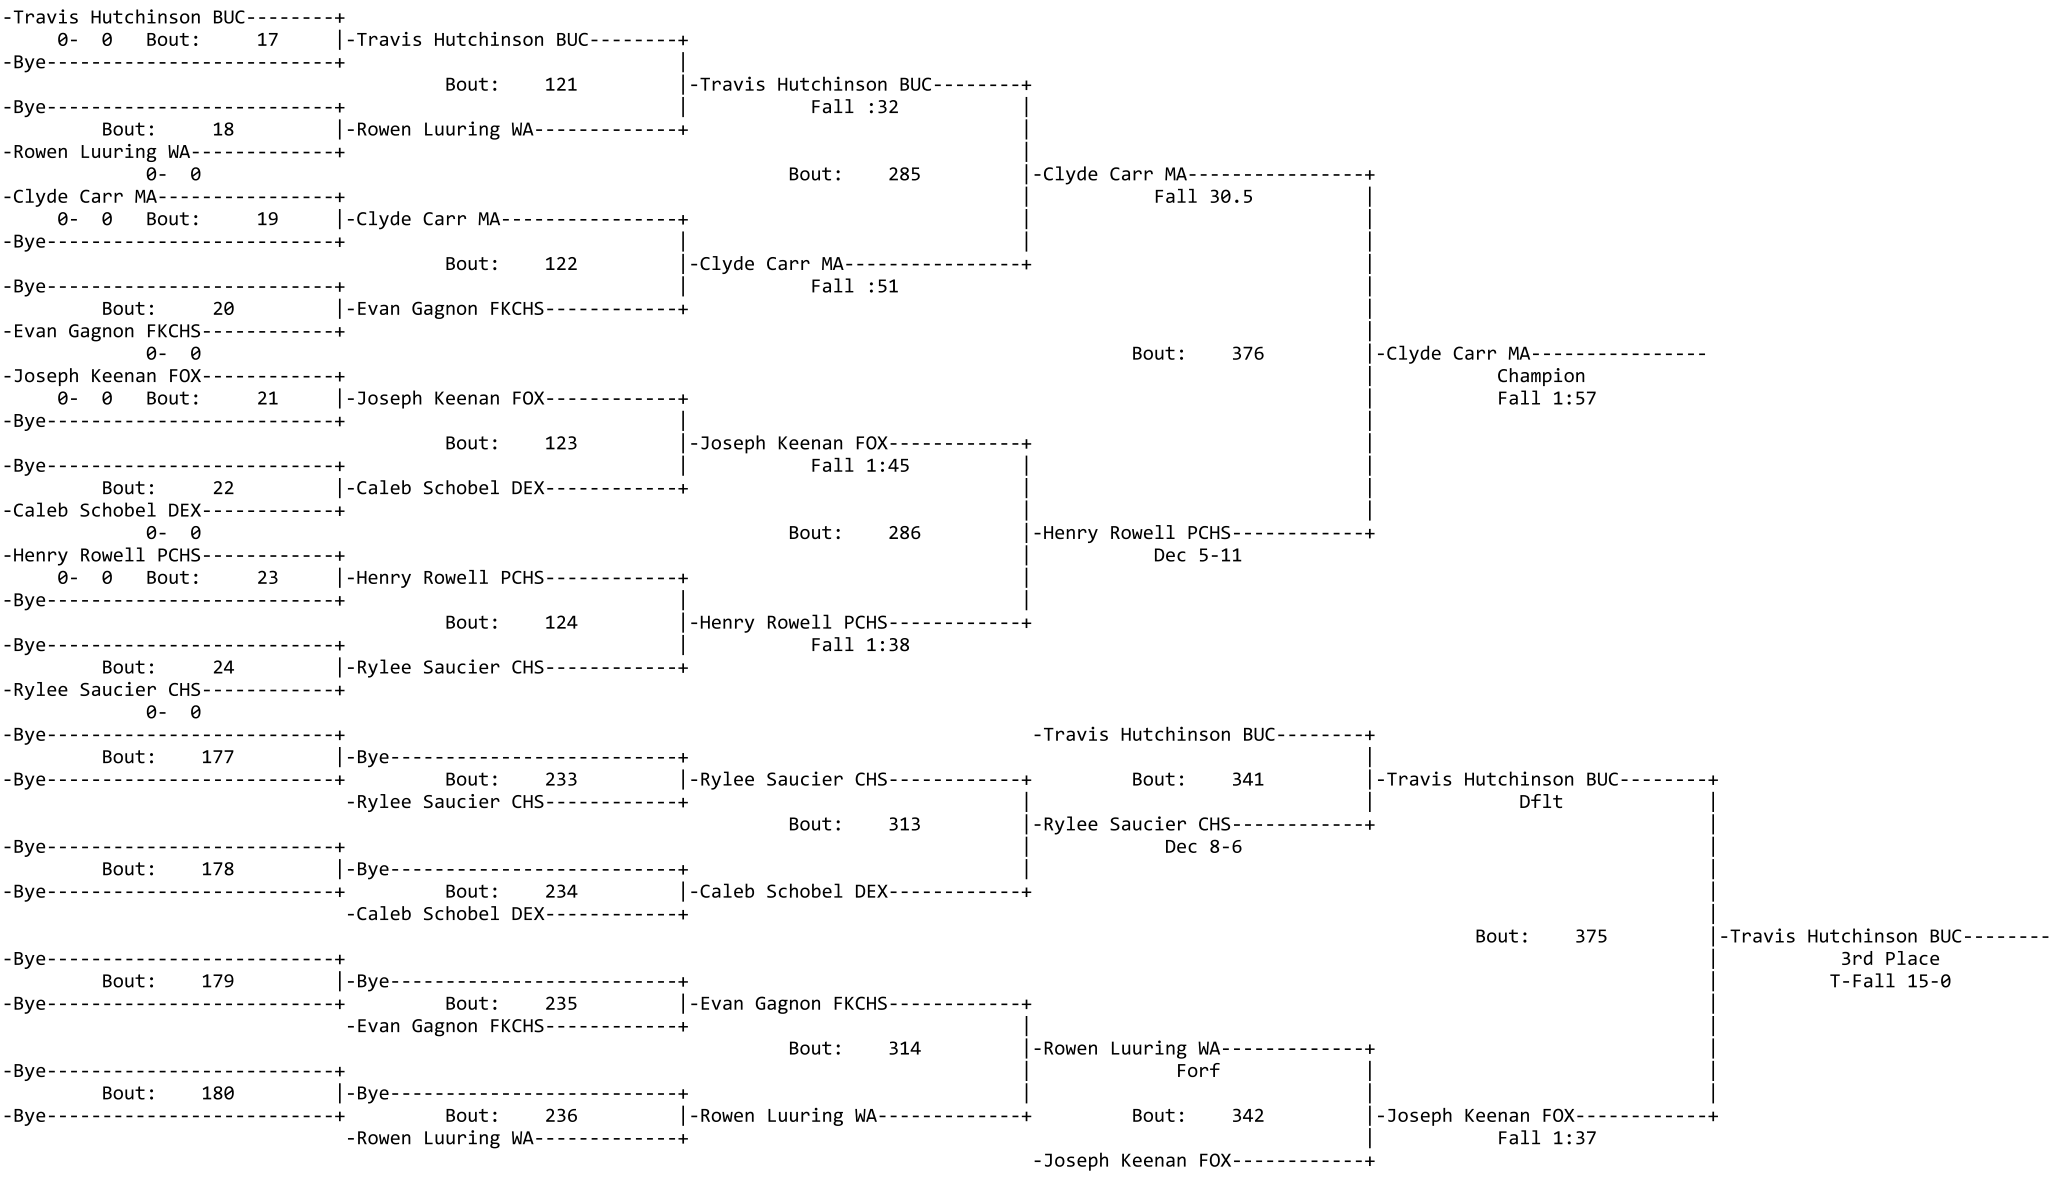 -Travis Hutchinson BUC--------+
0- 0 Bout: 17 |-Travis Hutchinson BUC--------+
-Bye--------------------------+ |
Bout: 121 |-Travis Hutchinson BUC--------+
-Bye--------------------------+ | Fall :32 |
Bout: 18 |-Rowen Luuring WA-------------+ |
-Rowen Luuring WA-------------+ |
0- 0 Bout: 285 |-Clyde Carr MA----------------+
-Clyde Carr MA----------------+ | Fall 30.5 |
0- 0 Bout: 19 |-Clyde Carr MA----------------+ | |
-Bye--------------------------+ | | |
Bout: 122 |-Clyde Carr MA----------------+ |
-Bye--------------------------+ | Fall :51 |
Bout: 20 |-Evan Gagnon FKCHS------------+ |
-Evan Gagnon FKCHS------------+ |
0- 0 Bout: 376 |-Clyde Carr MA----------------
-Joseph Keenan FOX------------+ | Champion
0- 0 Bout: 21 |-Joseph Keenan FOX------------+ | Fall 1:57
-Bye--------------------------+ | |
Bout: 123 |-Joseph Keenan FOX------------+ |
-Bye--------------------------+ | Fall 1:45 | |
Bout: 22 |-Caleb Schobel DEX------------+ | |
-Caleb Schobel DEX------------+ | |
0- 0 Bout: 286 |-Henry Rowell PCHS------------+
-Henry Rowell PCHS------------+ | Dec 5-11
0- 0 Bout: 23 |-Henry Rowell PCHS------------+ |
-Bye--------------------------+ | |
Bout: 124 |-Henry Rowell PCHS------------+
-Bye--------------------------+ | Fall 1:38
Bout: 24 |-Rylee Saucier CHS------------+
-Rylee Saucier CHS------------+
0- 0
-Bye--------------------------+ -Travis Hutchinson BUC--------+
Bout: 177 |-Bye--------------------------+ |
-Bye--------------------------+ Bout: 233 |-Rylee Saucier CHS------------+ Bout: 341 |-Travis Hutchinson BUC--------+
-Rylee Saucier CHS------------+ | | Dflt |
Bout: 313 |-Rylee Saucier CHS------------+ |
-Bye--------------------------+ | Dec 8-6 |
Bout: 178 |-Bye--------------------------+ | |
-Bye--------------------------+ Bout: 234 |-Caleb Schobel DEX------------+ |
-Caleb Schobel DEX------------+ |
Bout: 375 |-Travis Hutchinson BUC--------
-Bye--------------------------+ | 3rd Place
Bout: 179 |-Bye--------------------------+ | T-Fall 15-0
-Bye--------------------------+ Bout: 235 |-Evan Gagnon FKCHS------------+ |
-Evan Gagnon FKCHS------------+ | |
Bout: 314 |-Rowen Luuring WA-------------+ |
-Bye--------------------------+ | Forf | |
Bout: 180 |-Bye--------------------------+ | | |
-Bye--------------------------+ Bout: 236 |-Rowen Luuring WA-------------+ Bout: 342 |-Joseph Keenan FOX------------+
-Rowen Luuring WA-------------+ | Fall 1:37
-Joseph Keenan FOX------------+